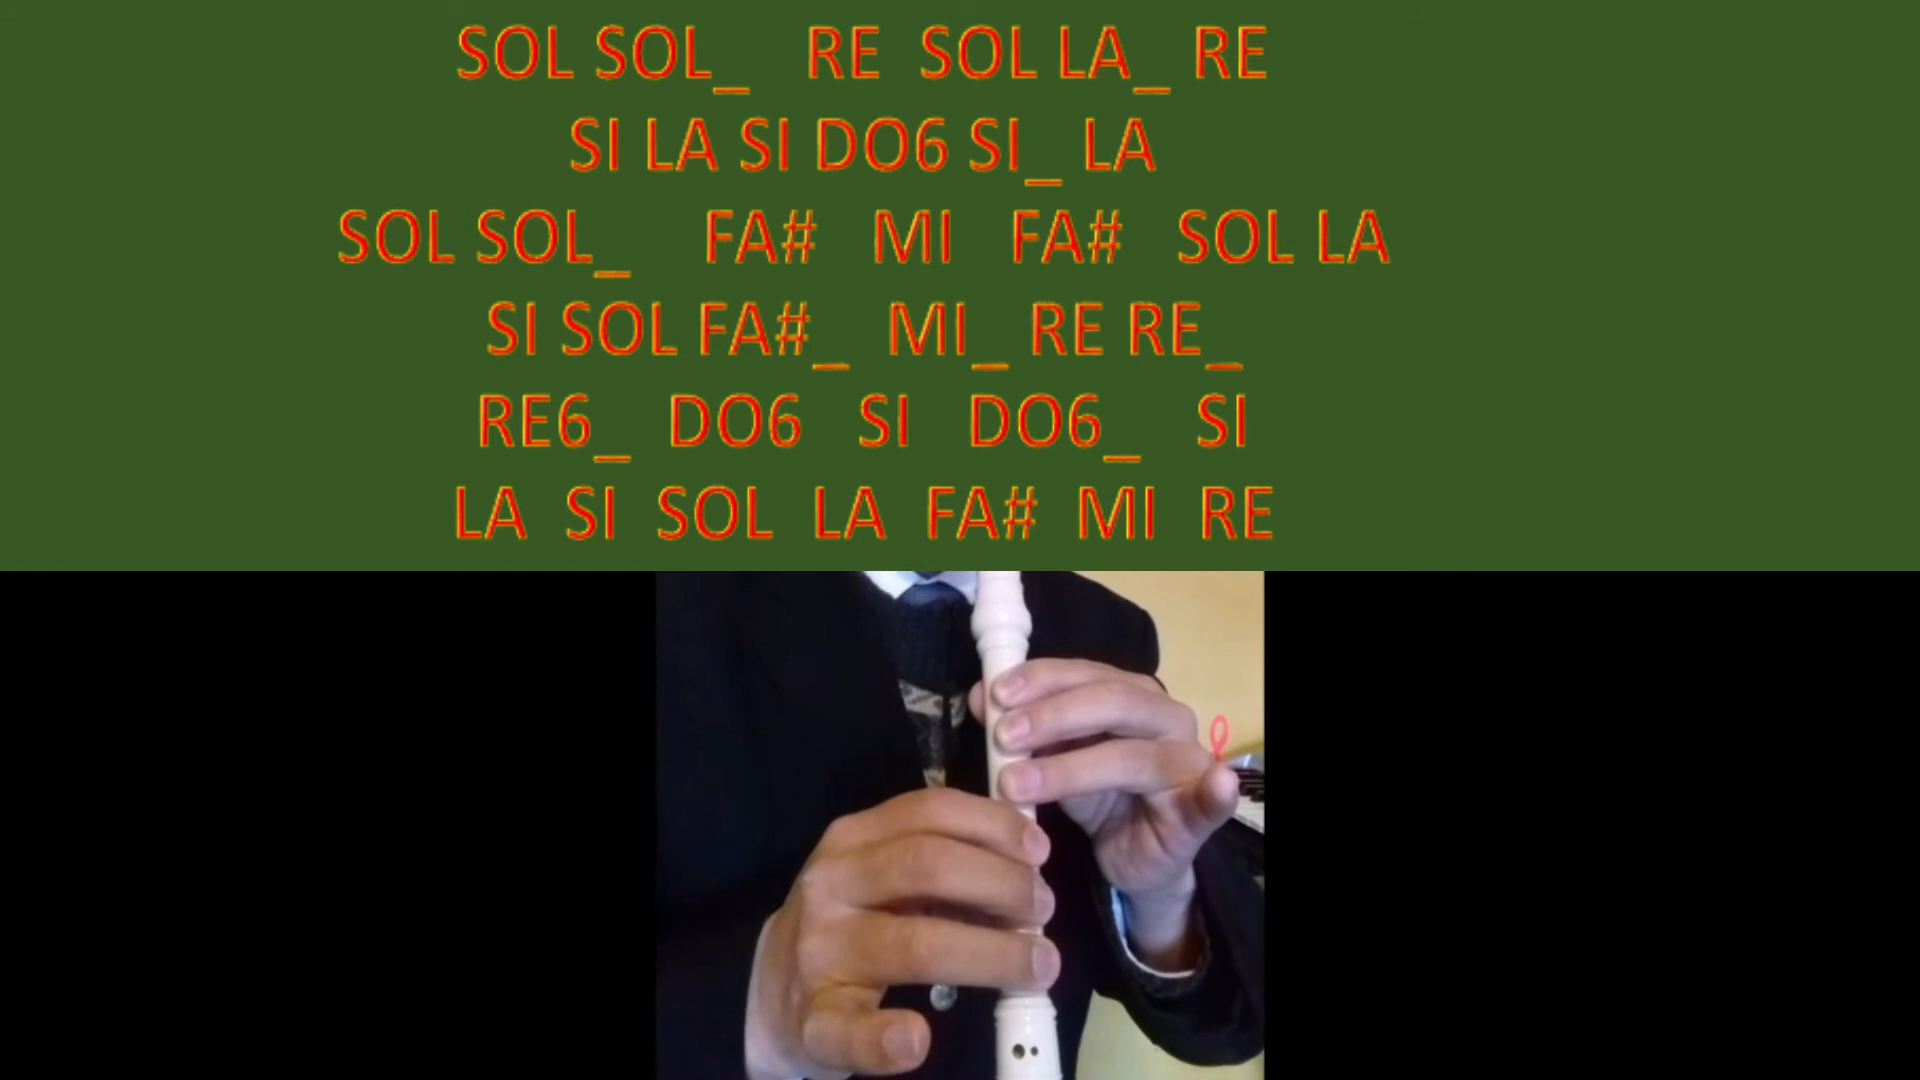 SOL SOL_ RE SOL LA_ RE
SI LA SI DO6 SI_ LA
SOL SOL_ FA# MI FA# SOL LA
SI SOL FA#_ MI_ RE RE_
RE6_ DO6 SI DO6_ SI
LA SI SOL LA FA# MI RE